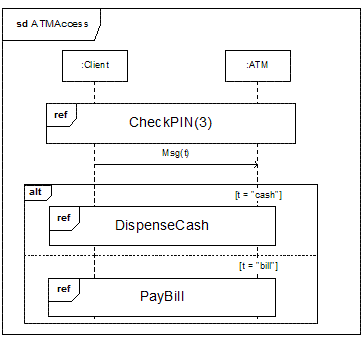 sd ATMAccess
:Client
:ATM
ref
CheckPIN(3)
Msg(t)
alt
[t = "cash"]
ref
DispenseCash
[t = "bill"]
ref
PayBill